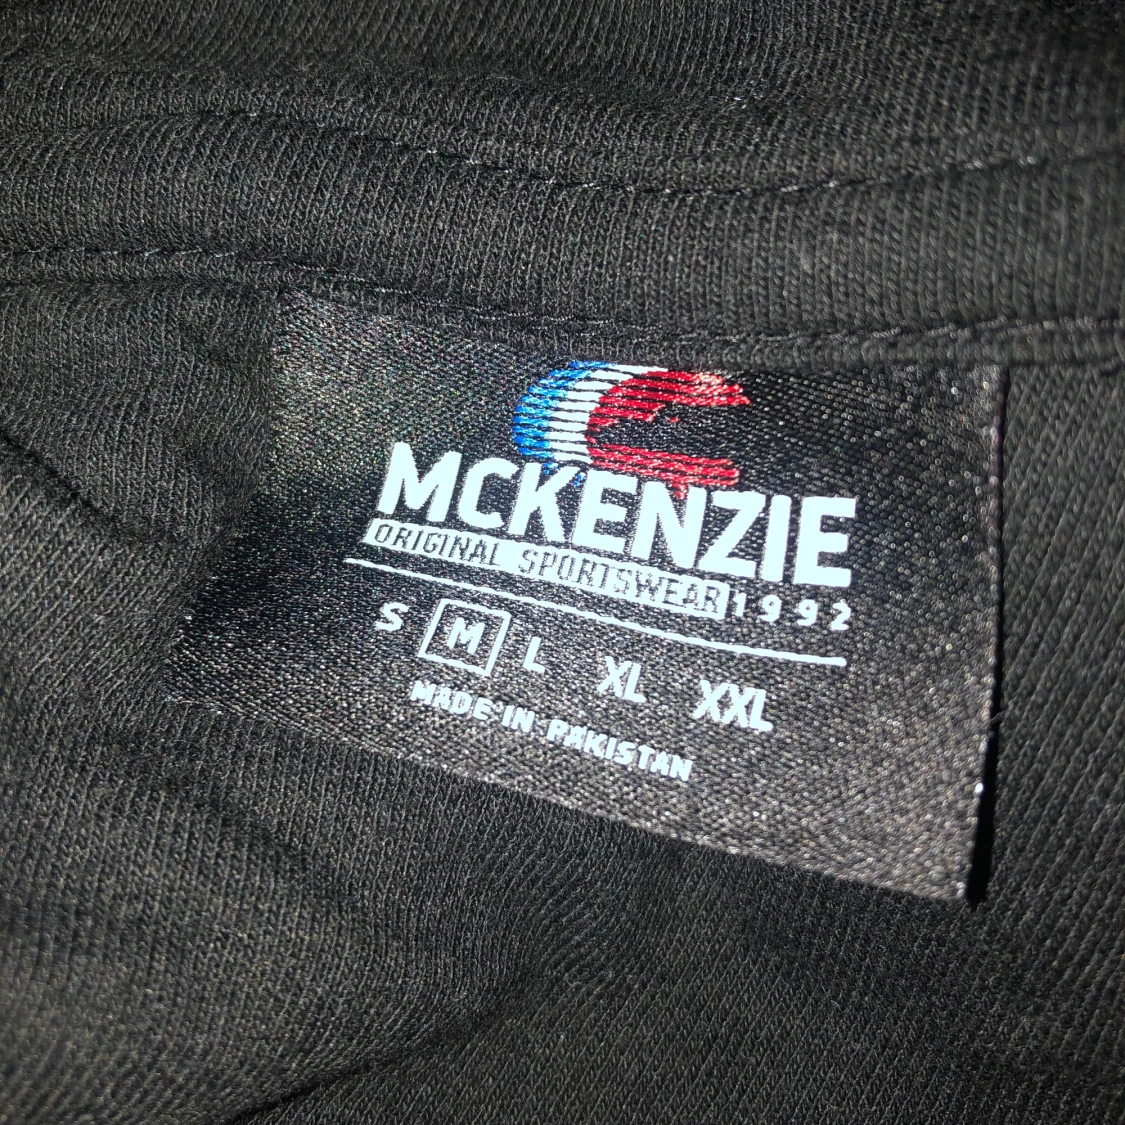 MCKENZIE
ORIGINAL SPORTSWEAR 1992
S M L XL XXL
MADE IN PAKISTAN